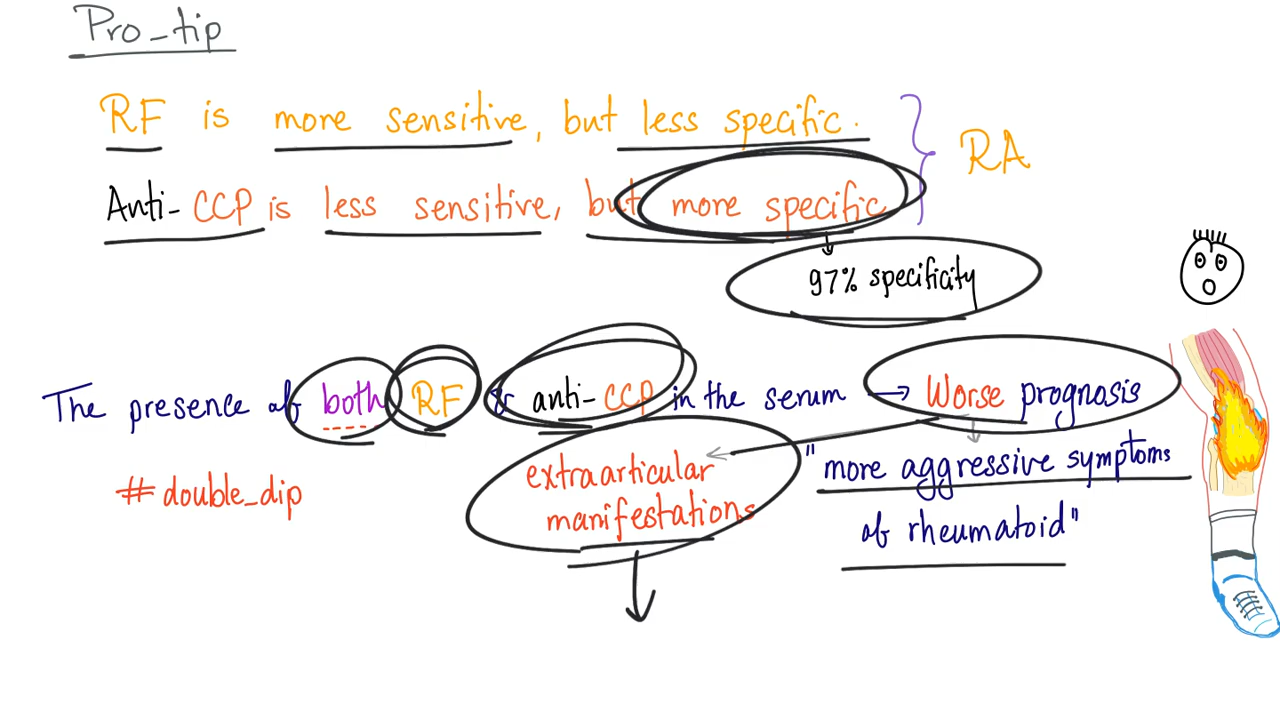 Pro_tip
RF is more sensitive, but less specific.
RA
Anti-CCP is less sensitive, but more specific
97% specificity
The presence of both RF & anti-CCP in the serum → Worse prognosis
"more aggressive symptoms
of rheumatoid"
extraarticular
manifestations
#double_dip